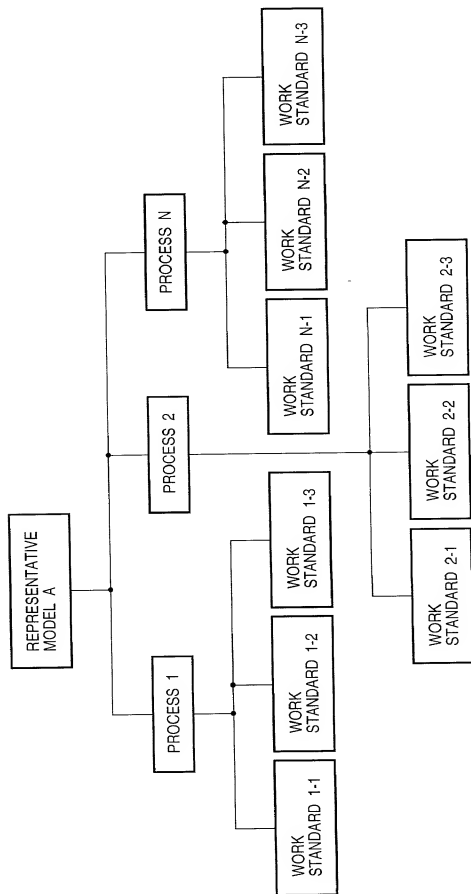 REPRESENTATIVE
MODEL A
PROCESS 1
PROCESS 2
PROCESS N
WORK
STANDARD 1-1
WORK
STANDARD 1-2
WORK
STANDARD 1-3
WORK
STANDARD N-1
WORK
STANDARD N-2
WORK
STANDARD N-3
WORK
STANDARD 2-1
WORK
STANDARD 2-2
WORK
STANDARD 2-3